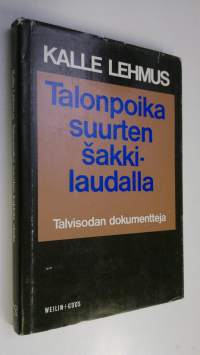 KALLE LEHMUS
Talonpoika
suurten
šakki-
laudalla
Talvisodan dokumentteja
WEILIN+GÖÖS